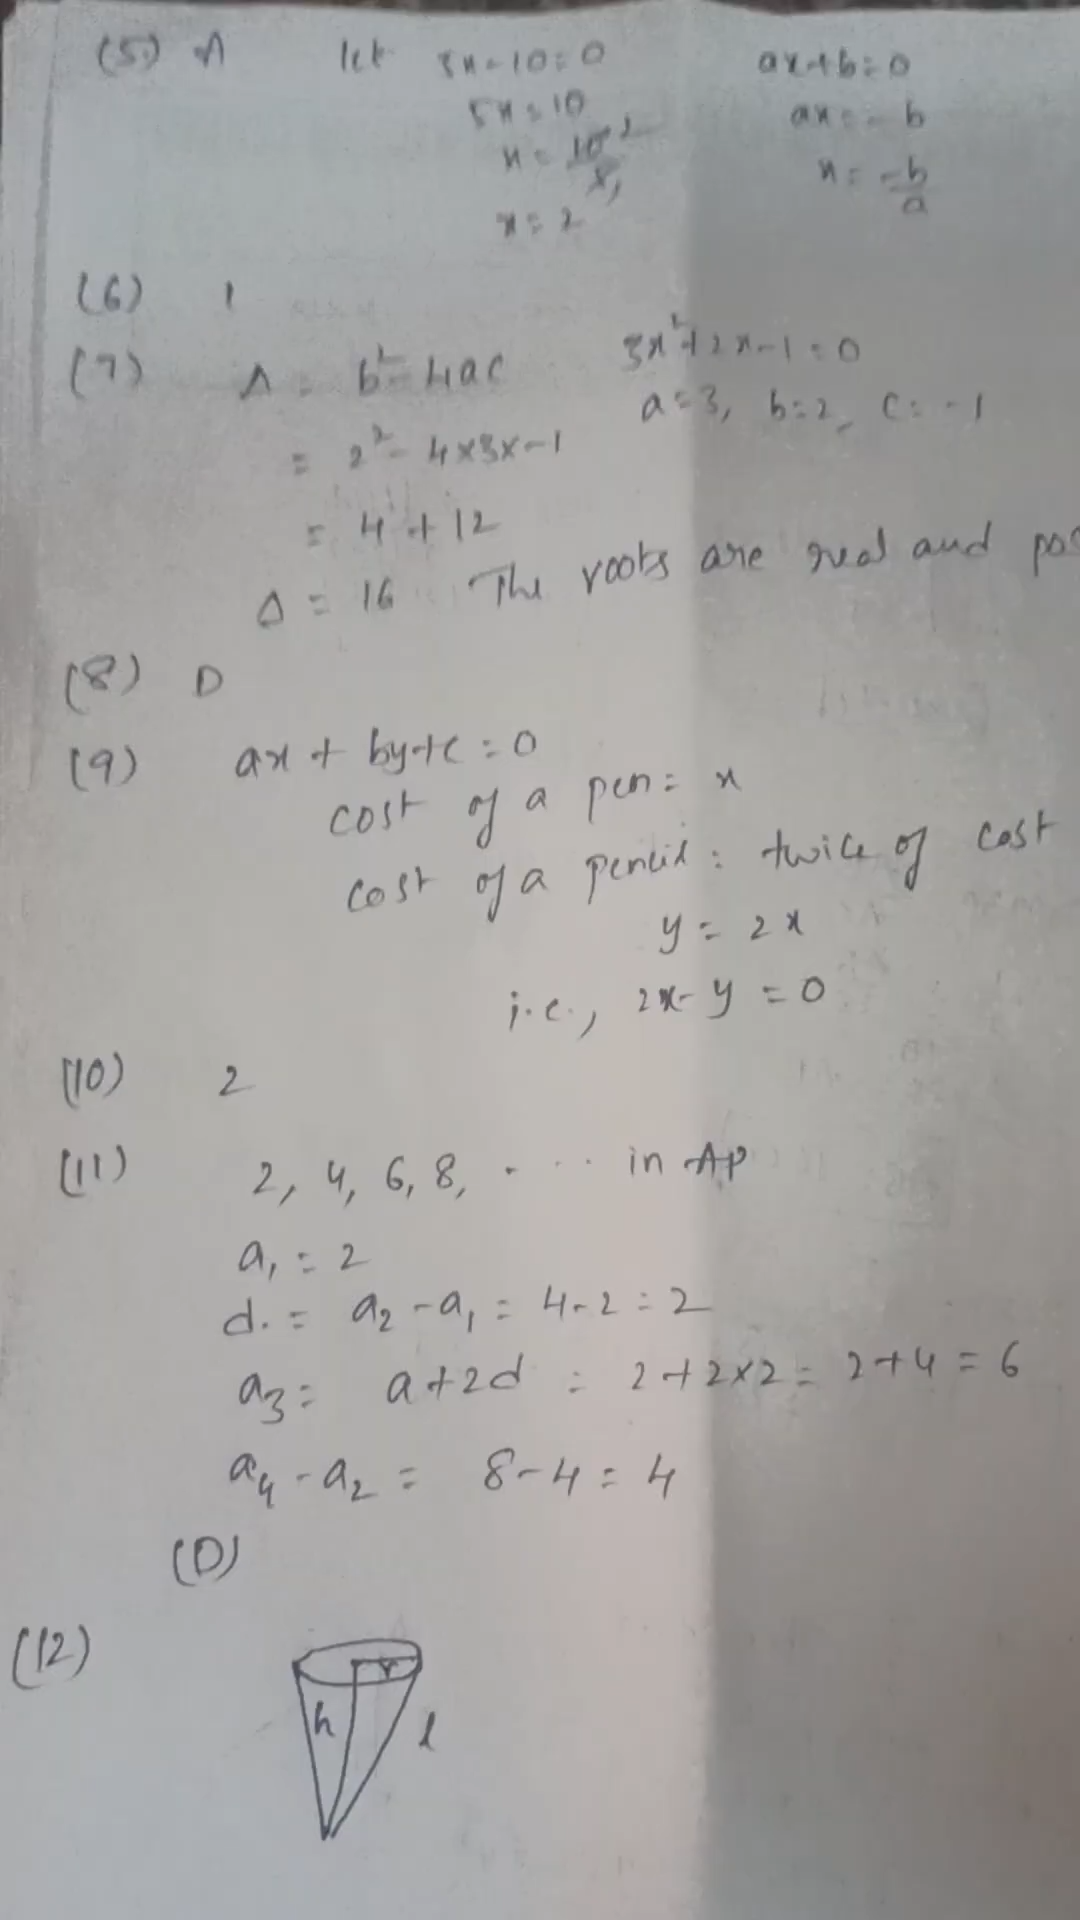 (5) A let 5x-10=0 ax+b=0
5x=10 ax=-b
x=10/5 2 1 x=-b/a
x=2
(6) 1
(7) Δ = b²-4ac 3x²+2x-1=0
= 2²-4×3×-1 a=3, b=2, c=-1
= 4+12
Δ = 16 The roots are real and
(8) D
(9) ax + by+c=0
cost of a pen = x
cost of a pencil = twice of cost
y = 2x
i.e., 2x-y=0
(10) 2
(11) 2, 4, 6, 8, .... in AP
a₁ = 2
d. = a₂-a₁ = 4-2=2
a₃ = a+2d = 2+2×2 = 2+4=6
a₄-a₂ = 8-4=4
(D)
(12)
r
h l